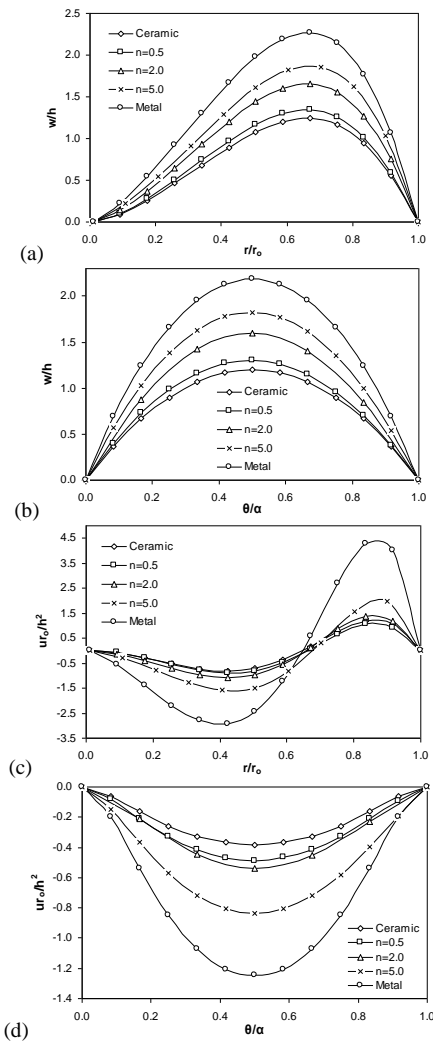 2.5
2.0
1.5
1.0
0.5
0.0
w/h
Ceramic
n=0.5
n=2.0
n=5.0
Metal
0.0 0.2 0.4 0.6 0.8 1.0
r/rₒ
(a)
2.0
1.5
1.0
0.5
0.0
w/h
Ceramic
n=0.5
n=2.0
n=5.0
Metal
0.0 0.2 0.4 0.6 0.8 1.0
θ/α
(b)
4.5
3.5
2.5
1.5
0.5
-0.5
-1.5
-2.5
-3.5
urₒ/h²
Ceramic
n=0.5
n=2.0
n=5.0
Metal
0.0 0.2 0.4 0.6 0.8 1.0
r/rₒ
(c)
0.0
-0.2
-0.4
-0.6
-0.8
-1.0
-1.2
-1.4
urₒ/h²
Ceramic
n=0.5
n=2.0
n=5.0
Metal
0.0 0.2 0.4 0.6 0.8 1.0
θ/α
(d)